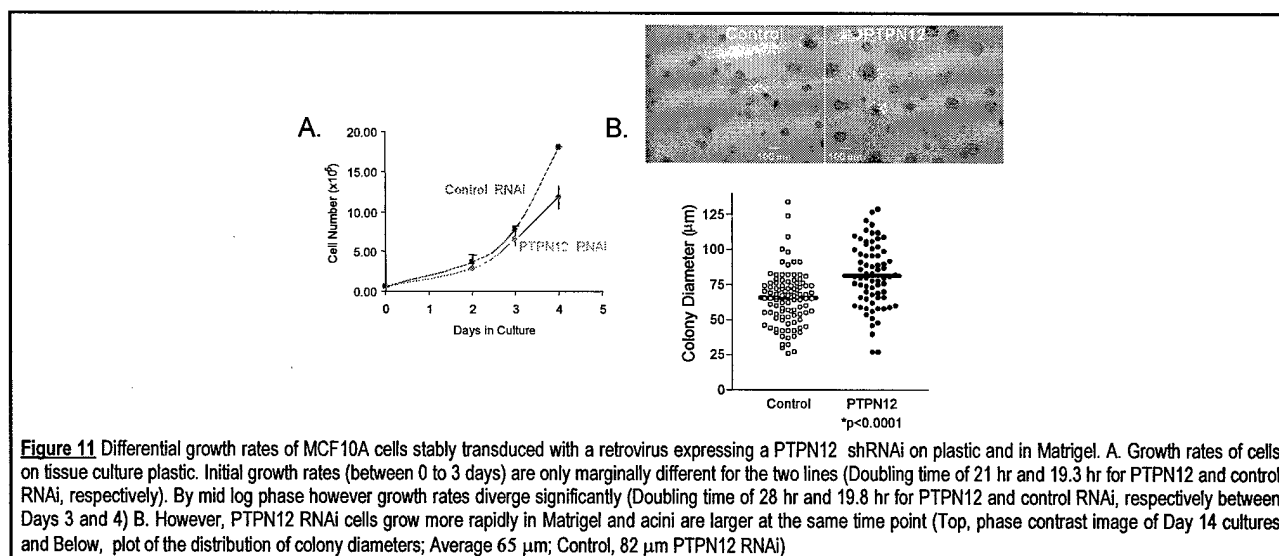 Control
PTPN12
A.
B.
20.00
15.00
10.00
5.00
0.00
Cell Number (x10
Control RNAi
PTPN12 RNAi
0 1 2 3 4 5
Days in Culture
125
100
75
50
25
0
Colony Diameter (μm)
Control PTPN12
*p<0.0001
Figure 11 Differential growth rates of MCF10A cells stably transduced with a retrovirus expressing a PTPN12 shRNAi on plastic and in Matrigel. A. Growth rates of cells
on tissue culture plastic. Initial growth rates (between 0 to 3 days) are only marginally different for the two lines (Doubling time of 21 hr and 19.3 hr for PTPN12 and control
RNAi, respectively). By mid log phase however growth rates diverge significantly (Doubling time of 28 hr and 19.8 hr for PTPN12 and control RNAi, respectively between
Days 3 and 4) B. However, PTPN12 RNAi cells grow more rapidly in Matrigel and acini are larger at the same time point (Top, phase contrast image of Day 14 cultures
and Below, plot of the distribution of colony diameters; Average 65 μm; Control, 82 μm PTPN12 RNAi)